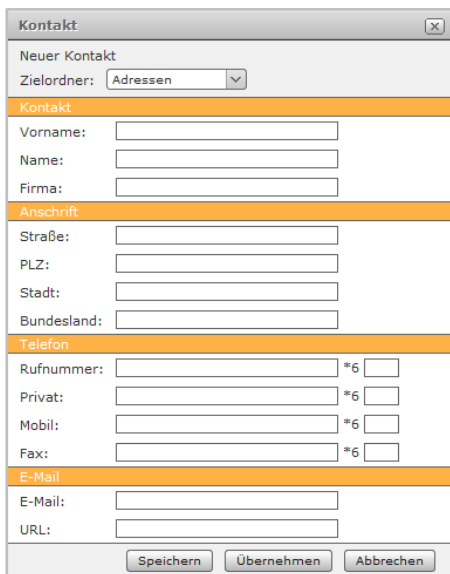 Kontakt
Neuer Kontakt
Zielordner: Adressen
Kontakt
Vorname:
Name:
Firma:
Anschrift
Straße:
PLZ:
Stadt:
Bundesland:
Telefon
Rufnummer: *6
Privat: *6
Mobil: *6
Fax: *6
E-Mail
E-Mail:
URL:
Speichern Übernehmen Abbrechen